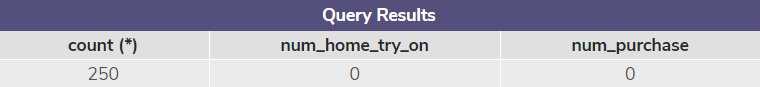 Query Results
count (*) num_home_try_on num_purchase
250 0 0